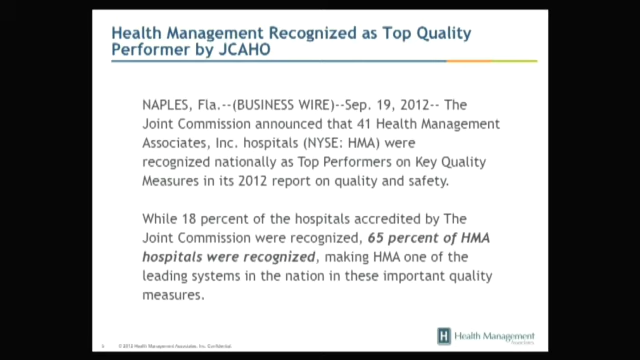 Health Management Recognized as Top Quality
Performer by JCAHO
NAPLES, Fla.--(BUSINESS WIRE)--Sep. 19, 2012-- The
Joint Commission announced that 41 Health Management
Associates, Inc. hospitals (NYSE: HMA) were
recognized nationally as Top Performers on Key Quality
Measures in its 2012 report on quality and safety.
While 18 percent of the hospitals accredited by The
Joint Commission were recognized, 65 percent of HMA
hospitals were recognized, making HMA one of the
leading systems in the nation in these important quality
measures.
© 2012 Health Management Associates, Inc. Confidential.
H Health Management
Associates